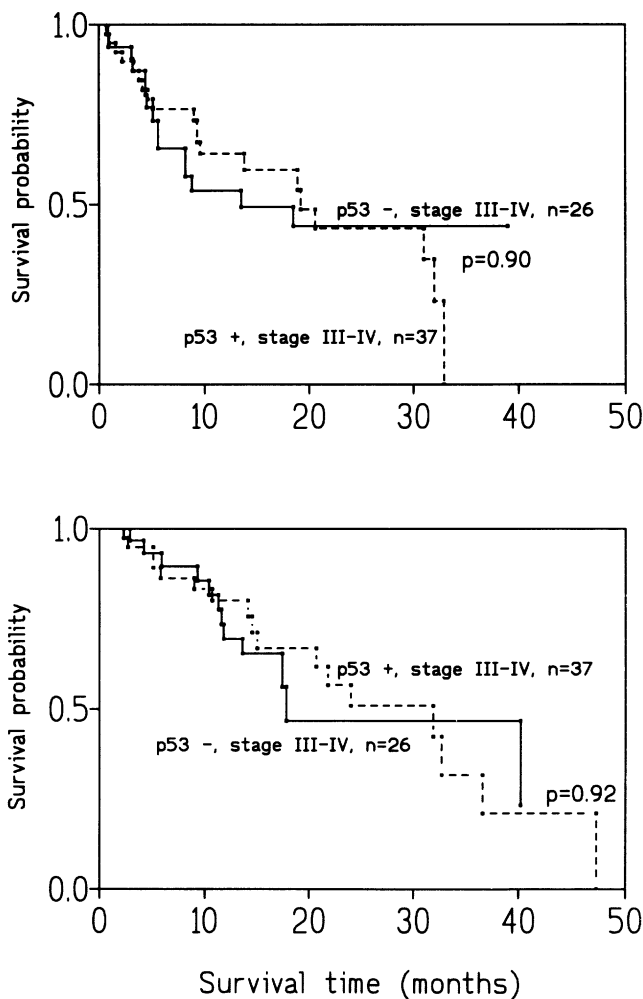 1.0
0.5
0.0
Survival probability
p53 -, stage III-IV, n=26
p=0.90
p53 +, stage III-IV, n=37
0 10 20 30 40 50
1.0
0.5
0.0
Survival probability
p53 +, stage III-IV, n=37
p53 -, stage III-IV, n=26
p=0.92
0 10 20 30 40 50
Survival time (months)